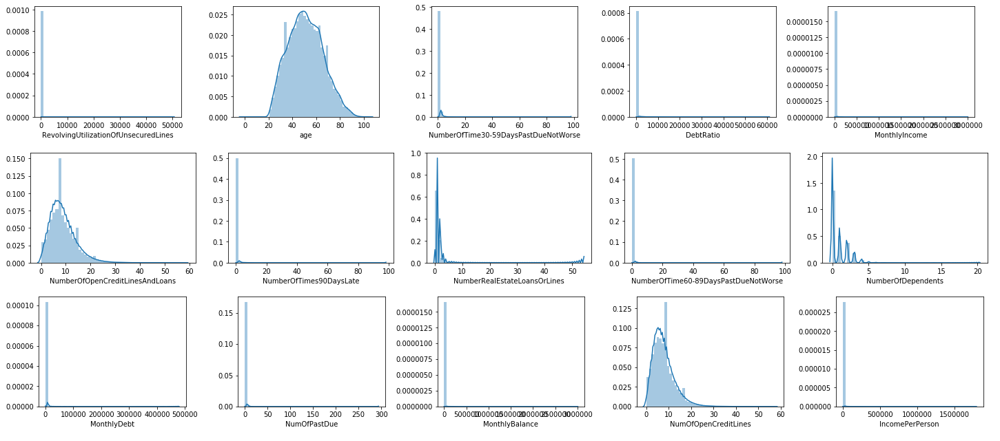 0.0010
0.0008
0.0006
0.0004
0.0002
0.0000
0 10000 20000 30000 40000 50000
RevolvingUtilizationOfUnsecuredLines
0.025
0.020
0.015
0.010
0.005
0.000
0 20 40 60 80 100
age
0.5
0.4
0.3
0.2
0.1
0.0
0 20 40 60 80 100
NumberOfTime30-59DaysPastDueNotWorse
0.0008
0.0006
0.0004
0.0002
0.0000
0 10000 20000 30000 40000 50000 60000
DebtRatio
0.0000150
0.0000125
0.0000100
0.0000075
0.0000050
0.0000025
0.0000000
0 500000 1000000 1500000 2000000 2500000 3000000
MonthlyIncome
0.150
0.125
0.100
0.075
0.050
0.025
0.000
0 10 20 30 40 50 60
NumberOfOpenCreditLinesAndLoans
0.5
0.4
0.3
0.2
0.1
0.0
0 20 40 60 80 100
NumberOfTimes90DaysLate
1.0
0.8
0.6
0.4
0.2
0.0
0 10 20 30 40 50
NumberRealEstateLoansOrLines
0.5
0.4
0.3
0.2
0.1
0.0
0 20 40 60 80 100
NumberOfTime60-89DaysPastDueNotWorse
2.0
1.5
1.0
0.5
0.0
0 5 10 15 20
NumberOfDependents
0.00010
0.00008
0.00006
0.00004
0.00002
0.00000
0 100000 200000 300000 400000 500000
MonthlyDebt
0.15
0.10
0.05
0.00
0 50 100 150 200 250 300
NumOfPastDue
0.0000150
0.0000125
0.0000100
0.0000075
0.0000050
0.0000025
0.0000000
0 500000 1000000 1500000 2000000 2500000 3000000
MonthlyBalance
0.125
0.100
0.075
0.050
0.025
0.000
0 20 40 60
NumOfOpenCreditLines
0.000025
0.000020
0.000015
0.000010
0.000005
0.000000
0 500000 1000000 1500000
IncomePerPerson